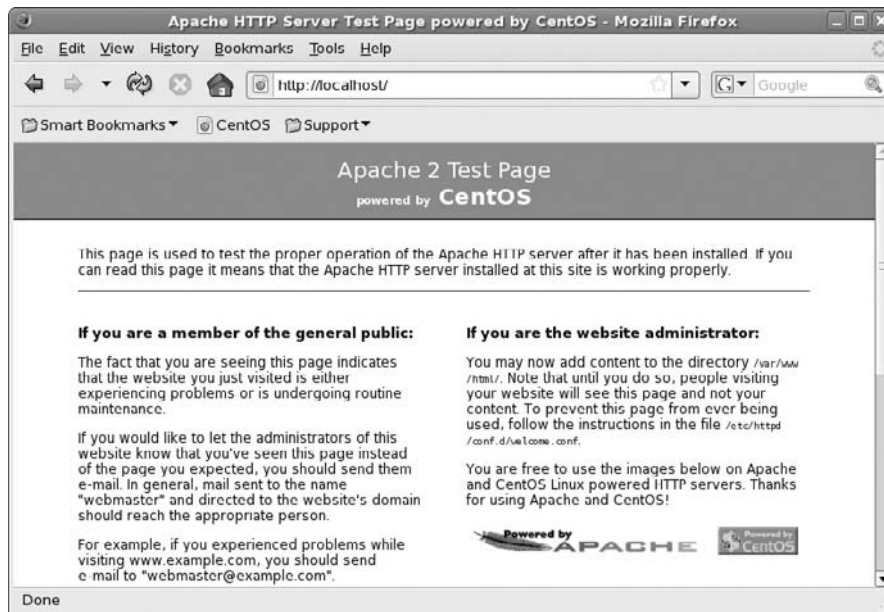 Apache HTTP Server Test Page powered by CentOS - Mozilla Firefox
File Edit View History Bookmarks Tools Help
http://localhost/
G Google
Smart Bookmarks CentOS Support
Apache 2 Test Page
powered by CentOS
This page is used to test the proper operation of the Apache HTTP server after it has been installed. If you
can read this page it means that the Apache HTTP server installed at this site is working properly.
If you are a member of the general public:
The fact that you are seeing this page indicates
that the website you just visited is either
experiencing problems or is undergoing routine
maintenance.
If you would like to let the administrators of this
website know that you've seen this page instead
of the page you expected, you should send them
e-mail. In general, mail sent to the name
"webmaster" and directed to the website's domain
should reach the appropriate person.
For example, if you experienced problems while
visiting www.example.com, you should send
e-mail to "webmaster@example.com".
If you are the website administrator:
You may now add content to the directory /var/www
/html/. Note that until you do so, people visiting
your website will see this page and not your
content. To prevent this page from ever being
used, follow the instructions in the file /etc/httpd
/conf.d/welcome.conf.
You are free to use the images below on Apache
and CentOS Linux powered HTTP servers. Thanks
for using Apache and CentOS!
Powered by
APACHE
Powered by
CentOS
Done